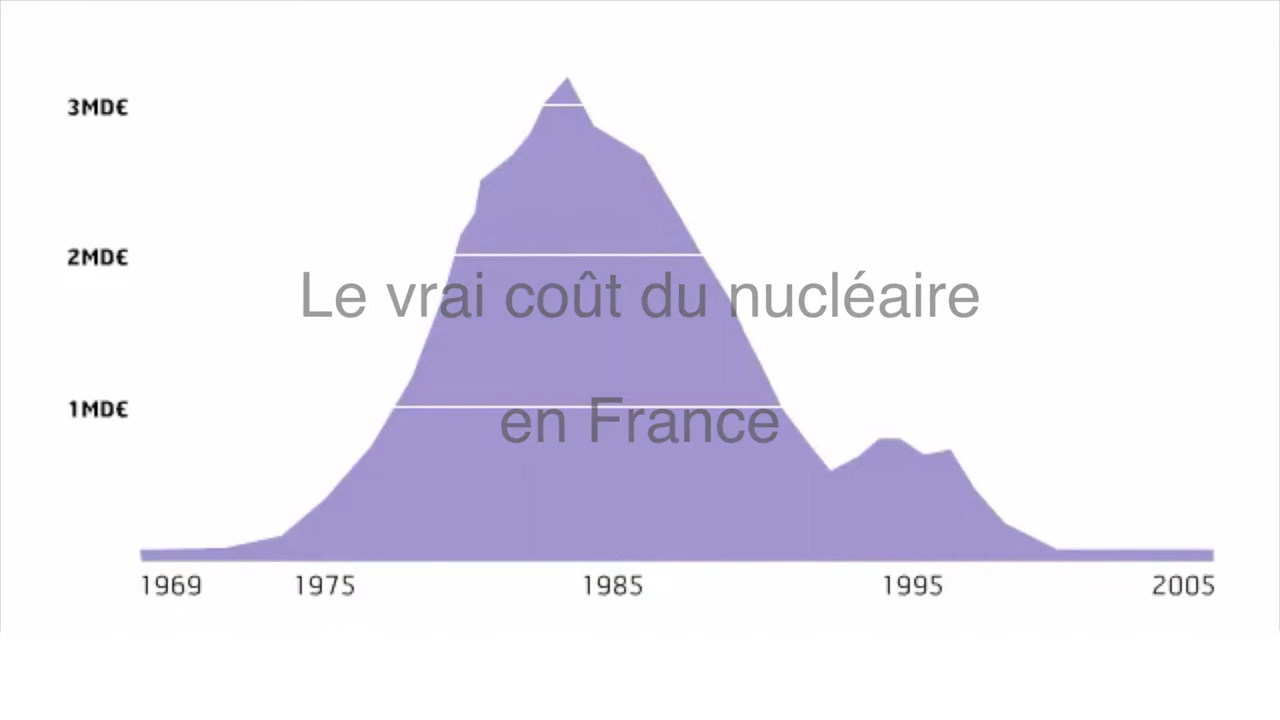 3MD€
2MD€
Le vrai coût du nucléaire
1MD€
en France
1969 1975 1985 1995 2005